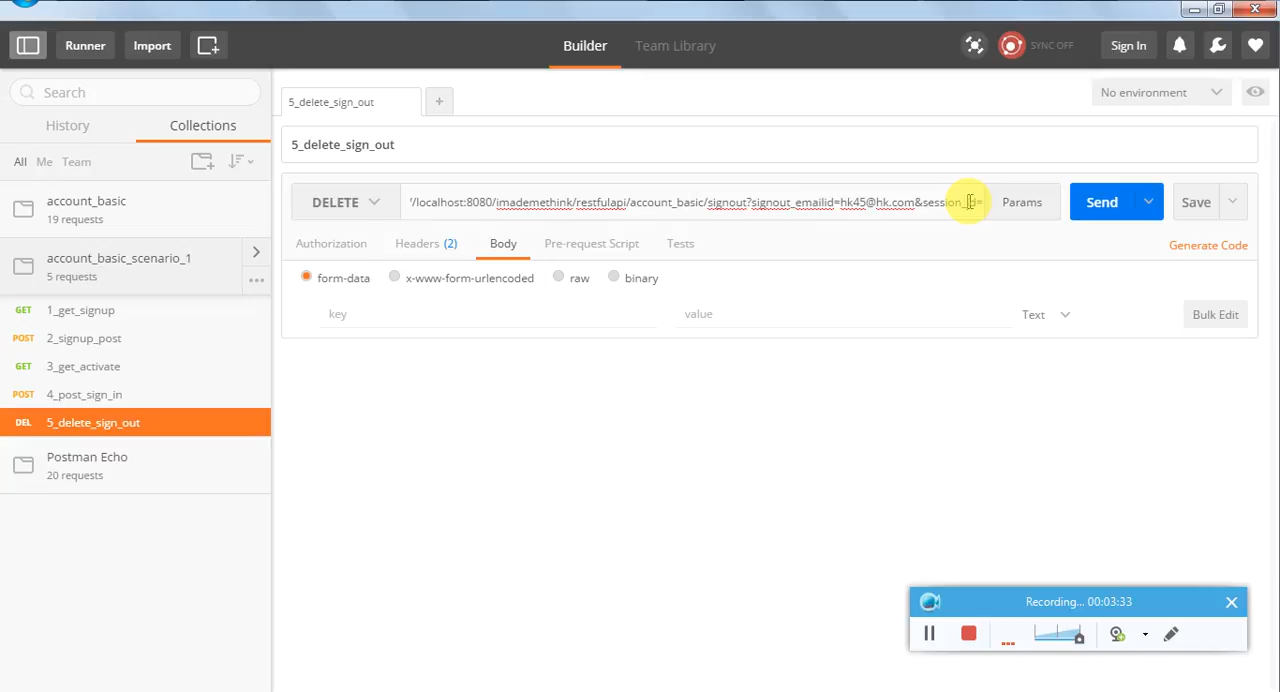 Runner
Import
Builder
Team Library
SYNC OFF
Sign In
Search
History
Collections
All Me Team
account_basic
19 requests
account_basic_scenario_1
5 requests
GET 1_get_signup
POST 2_signup_post
GET 3_get_activate
POST 4_post_sign_in
DEL 5_delete_sign_out
Postman Echo
20 requests
5_delete_sign_out
+
No environment
5_delete_sign_out
DELETE
'/localhost:8080/imademethink/restfulapi/account_basic/signout?signout_emailid=hk45@hk.com&session_id=
Params
Send
Save
Authorization
Headers (2)
Body
Pre-request Script
Tests
Generate Code
form-data
x-www-form-urlencoded
raw
binary
key
value
Text
Bulk Edit
Recording... 00:03:33